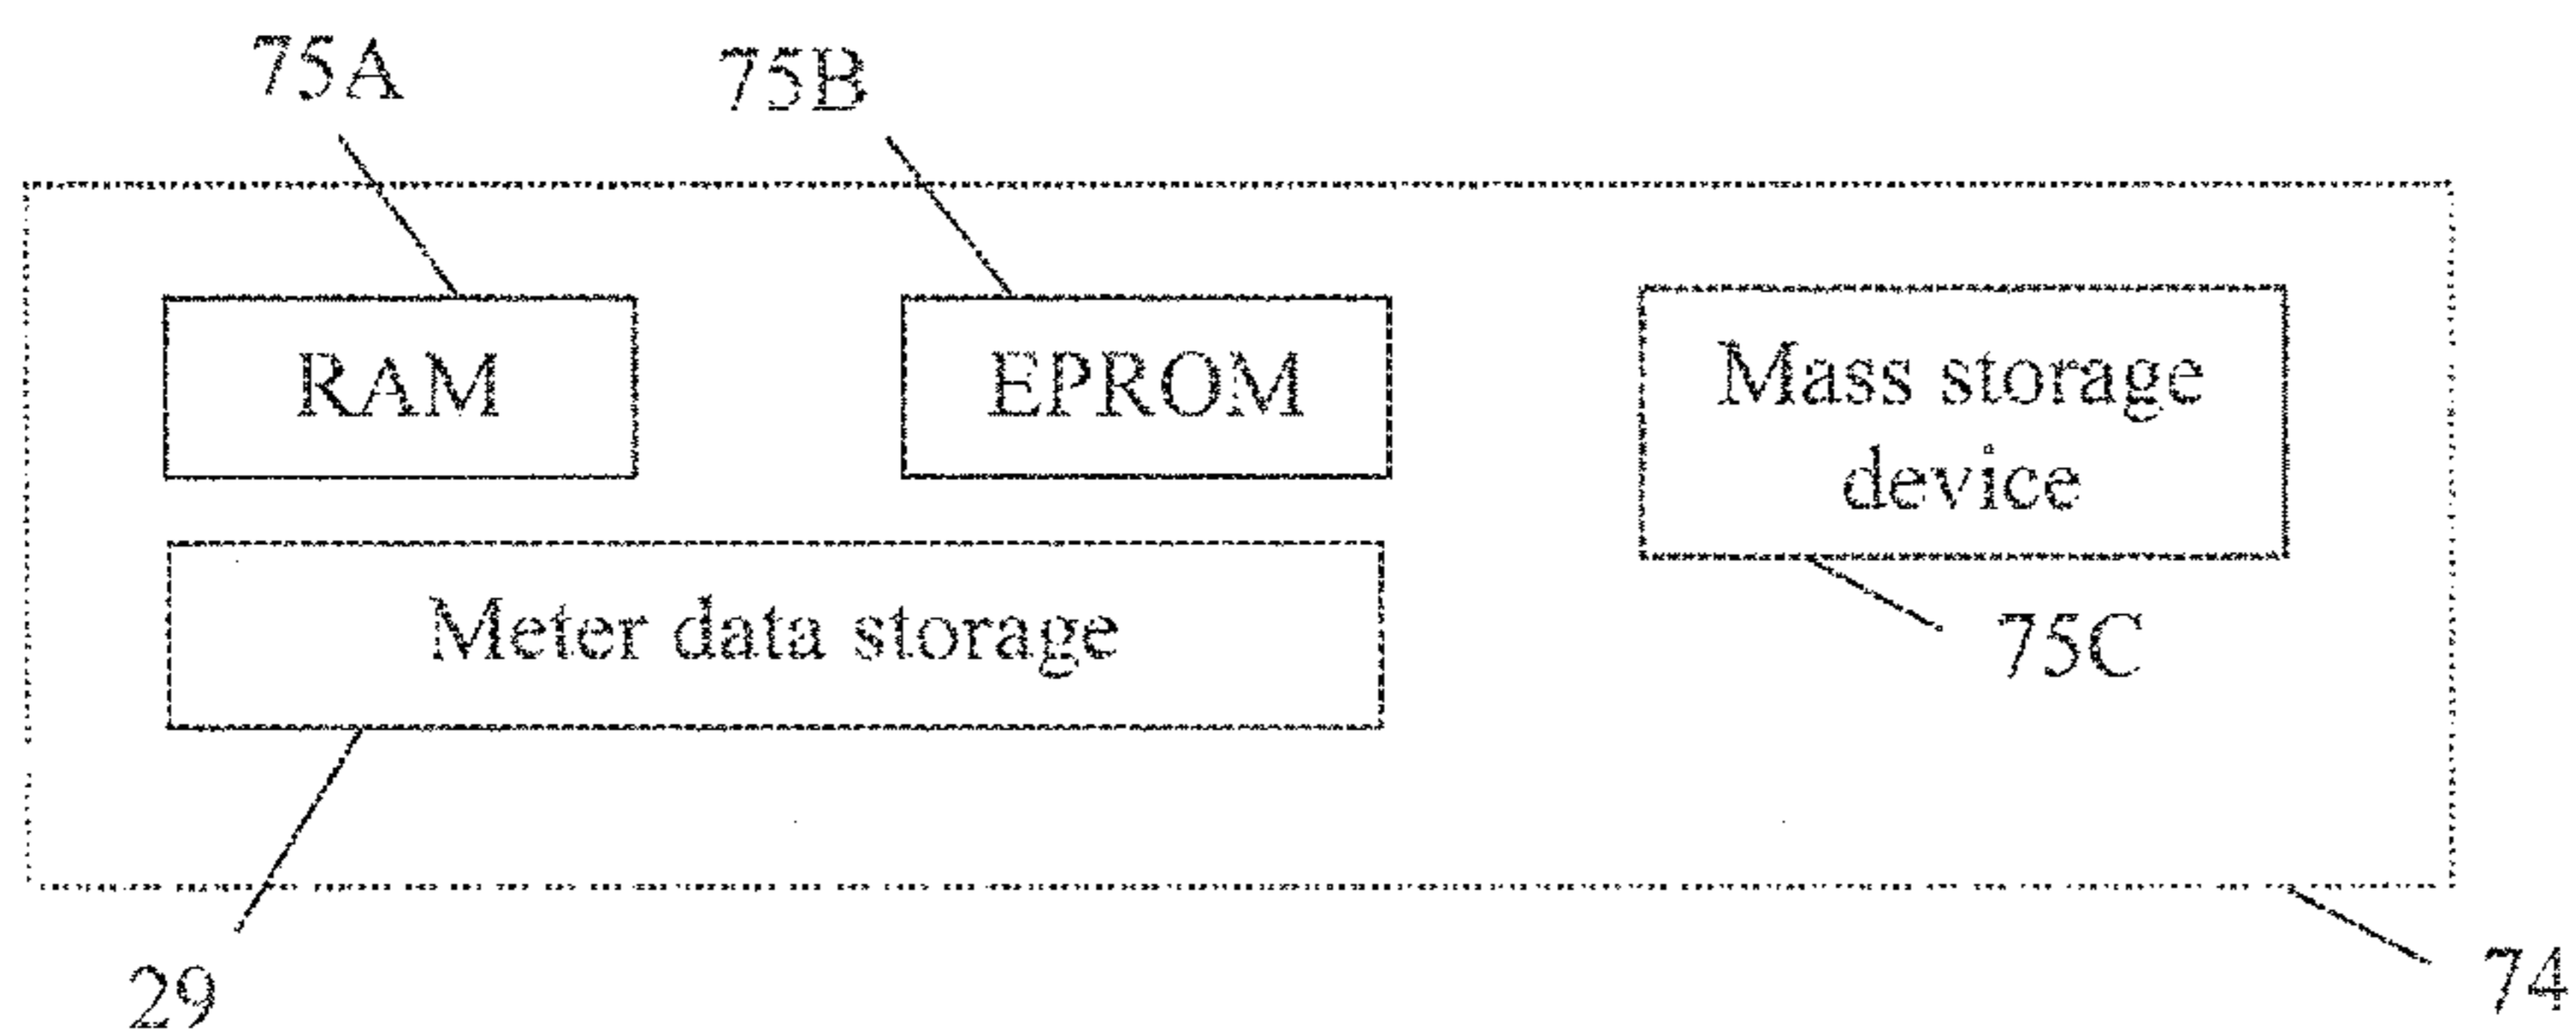 75A
75B
RAM
EPROM
Mass storage
device
Meter data storage
75C
29
74